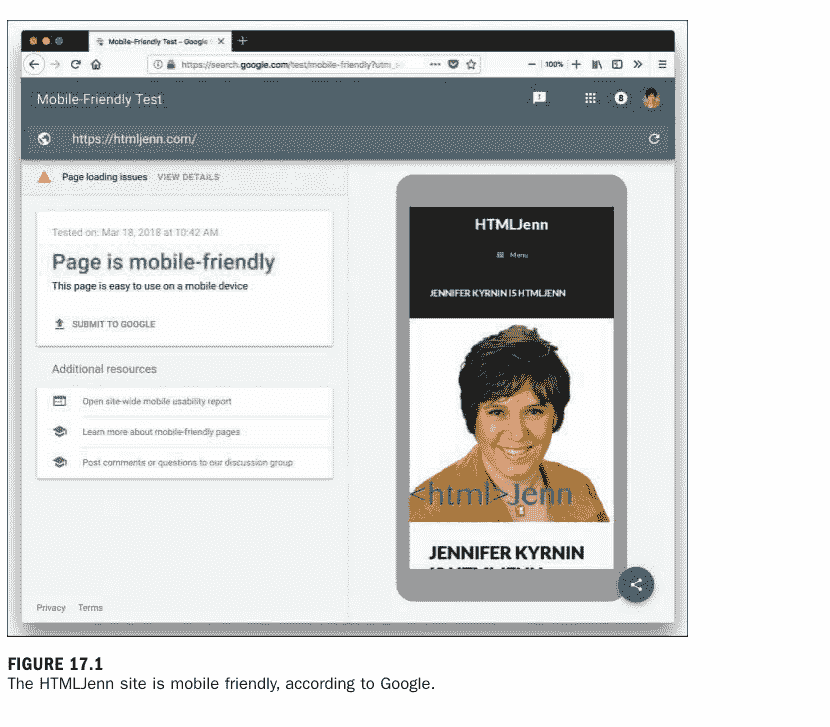 Mobile-Friendly Test – Google
https://search.google.com/test/mobile-friendly?utm_s
100%
Mobile-Friendly Test
8
https://htmljenn.com/
Page loading issues VIEW DETAILS
Tested on: Mar 18, 2018 at 10:42 AM
Page is mobile-friendly
This page is easy to use on a mobile device
SUBMIT TO GOOGLE
Additional resources
Open site-wide mobile usability report
Learn more about mobile-friendly pages
Post comments or questions to our discussion group
Privacy Terms
HTMLJenn
Menu
JENNIFER KYRNIN IS HTMLJENN
<html>Jenn
JENNIFER KYRNIN
IS HTMLJENN
FIGURE 17.1
The HTMLJenn site is mobile friendly, according to Google.